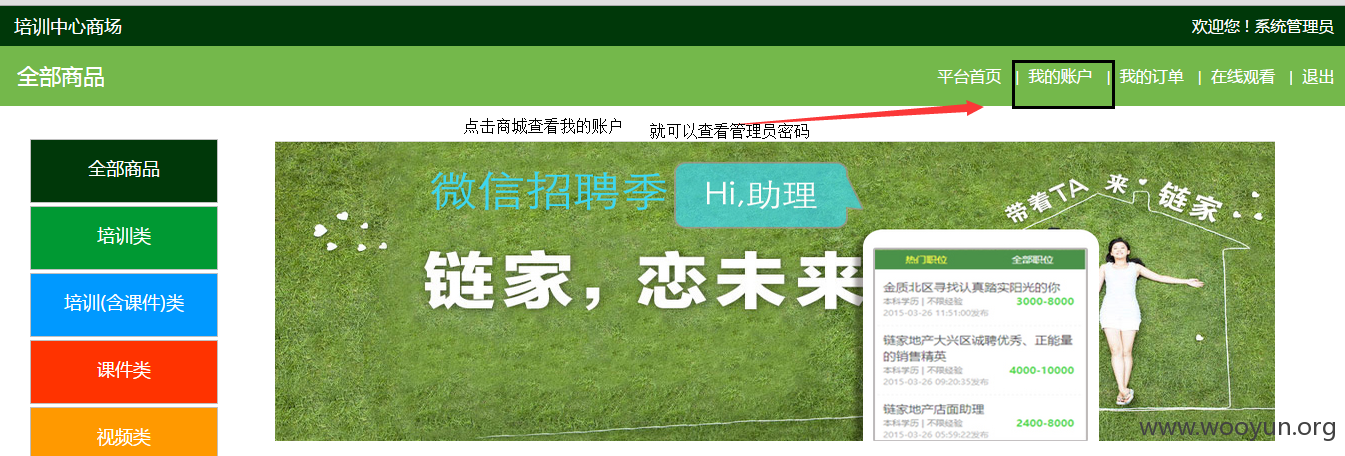 培训中心商场
欢迎您！系统管理员
全部商品
平台首页 | 我的账户 | 我的订单 | 在线观看 | 退出
点击商城查看我的账户
就可以查看管理员密码
全部商品
培训类
培训(含课件)类
课件类
视频类
微信招聘季
Hi,助理
链家，恋未来
带着TA 来 链家
热门职位 全部职位
金质北区寻找认真踏实阳光的你
本科学历 | 不限经验 3000-8000
2015-03-26 11:51:00发布
链家地产大兴区诚聘优秀、正能量
的销售精英
本科学历 | 不限经验 4000-10000
2015-03-26 09:20:35发布
链家地产店面助理
本科学历 | 不限经验 2400-8000
2015-03-26 05:59:22发布
www.wooyun.org